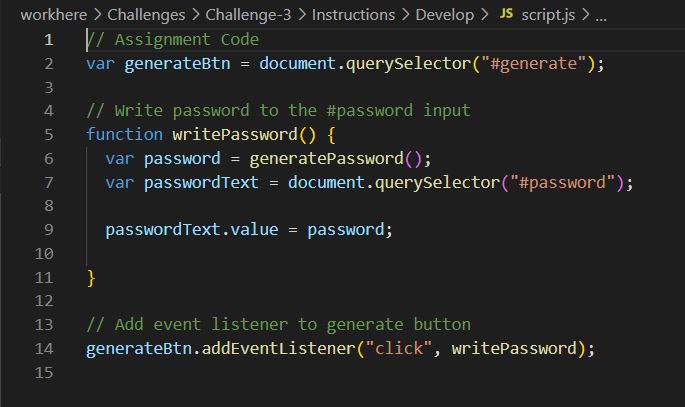 workhere > Challenges > Challenge-3 > Instructions > Develop > JS script.js > ...
1 // Assignment Code
2 var generateBtn = document.querySelector("#generate");
3
4 // Write password to the #password input
5 function writePassword() {
6   var password = generatePassword();
7   var passwordText = document.querySelector("#password");
8
9   passwordText.value = password;
10
11 }
12
13 // Add event listener to generate button
14 generateBtn.addEventListener("click", writePassword);
15